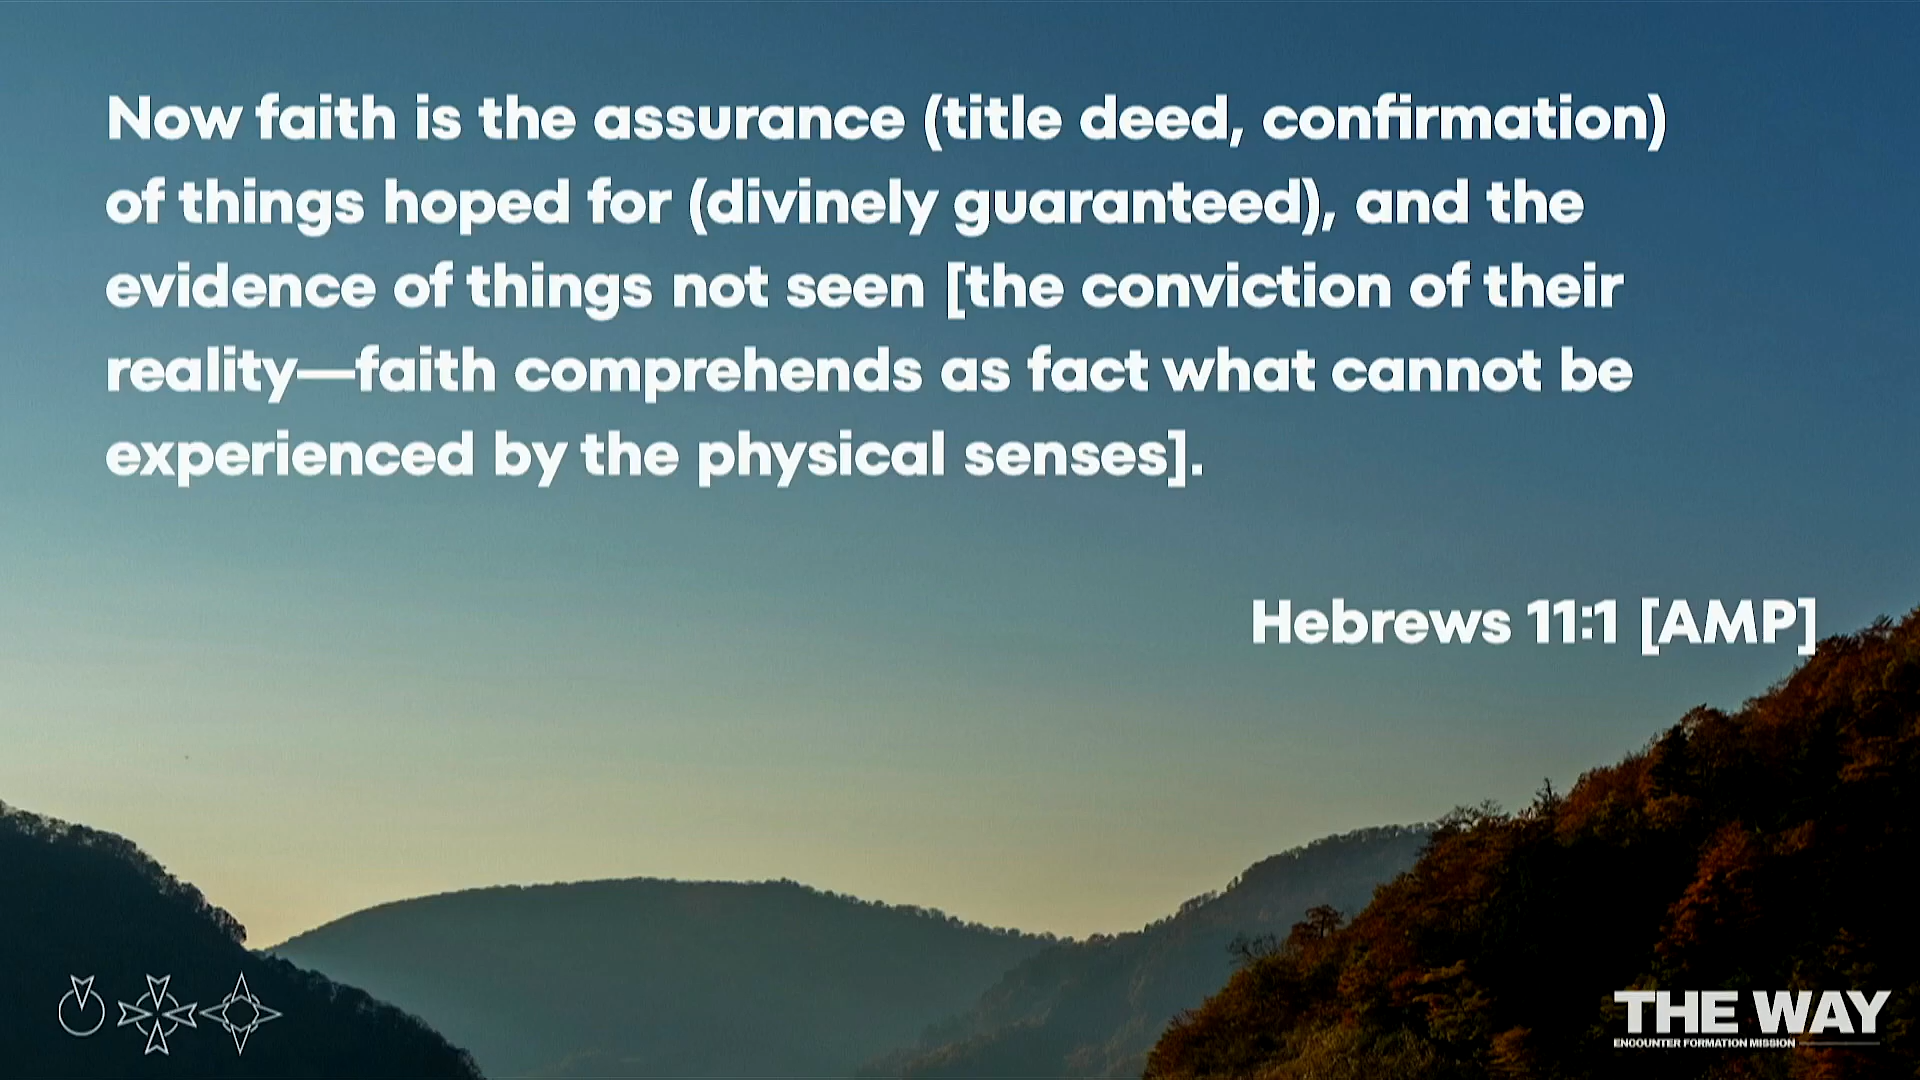 Now faith is the assurance (title deed, confirmation)
of things hoped for (divinely guaranteed), and the
evidence of things not seen [the conviction of their
reality—faith comprehends as fact what cannot be
experienced by the physical senses].
Hebrews 11:1 [AMP]
THE WAY
ENCOUNTER FORMATION MISSION